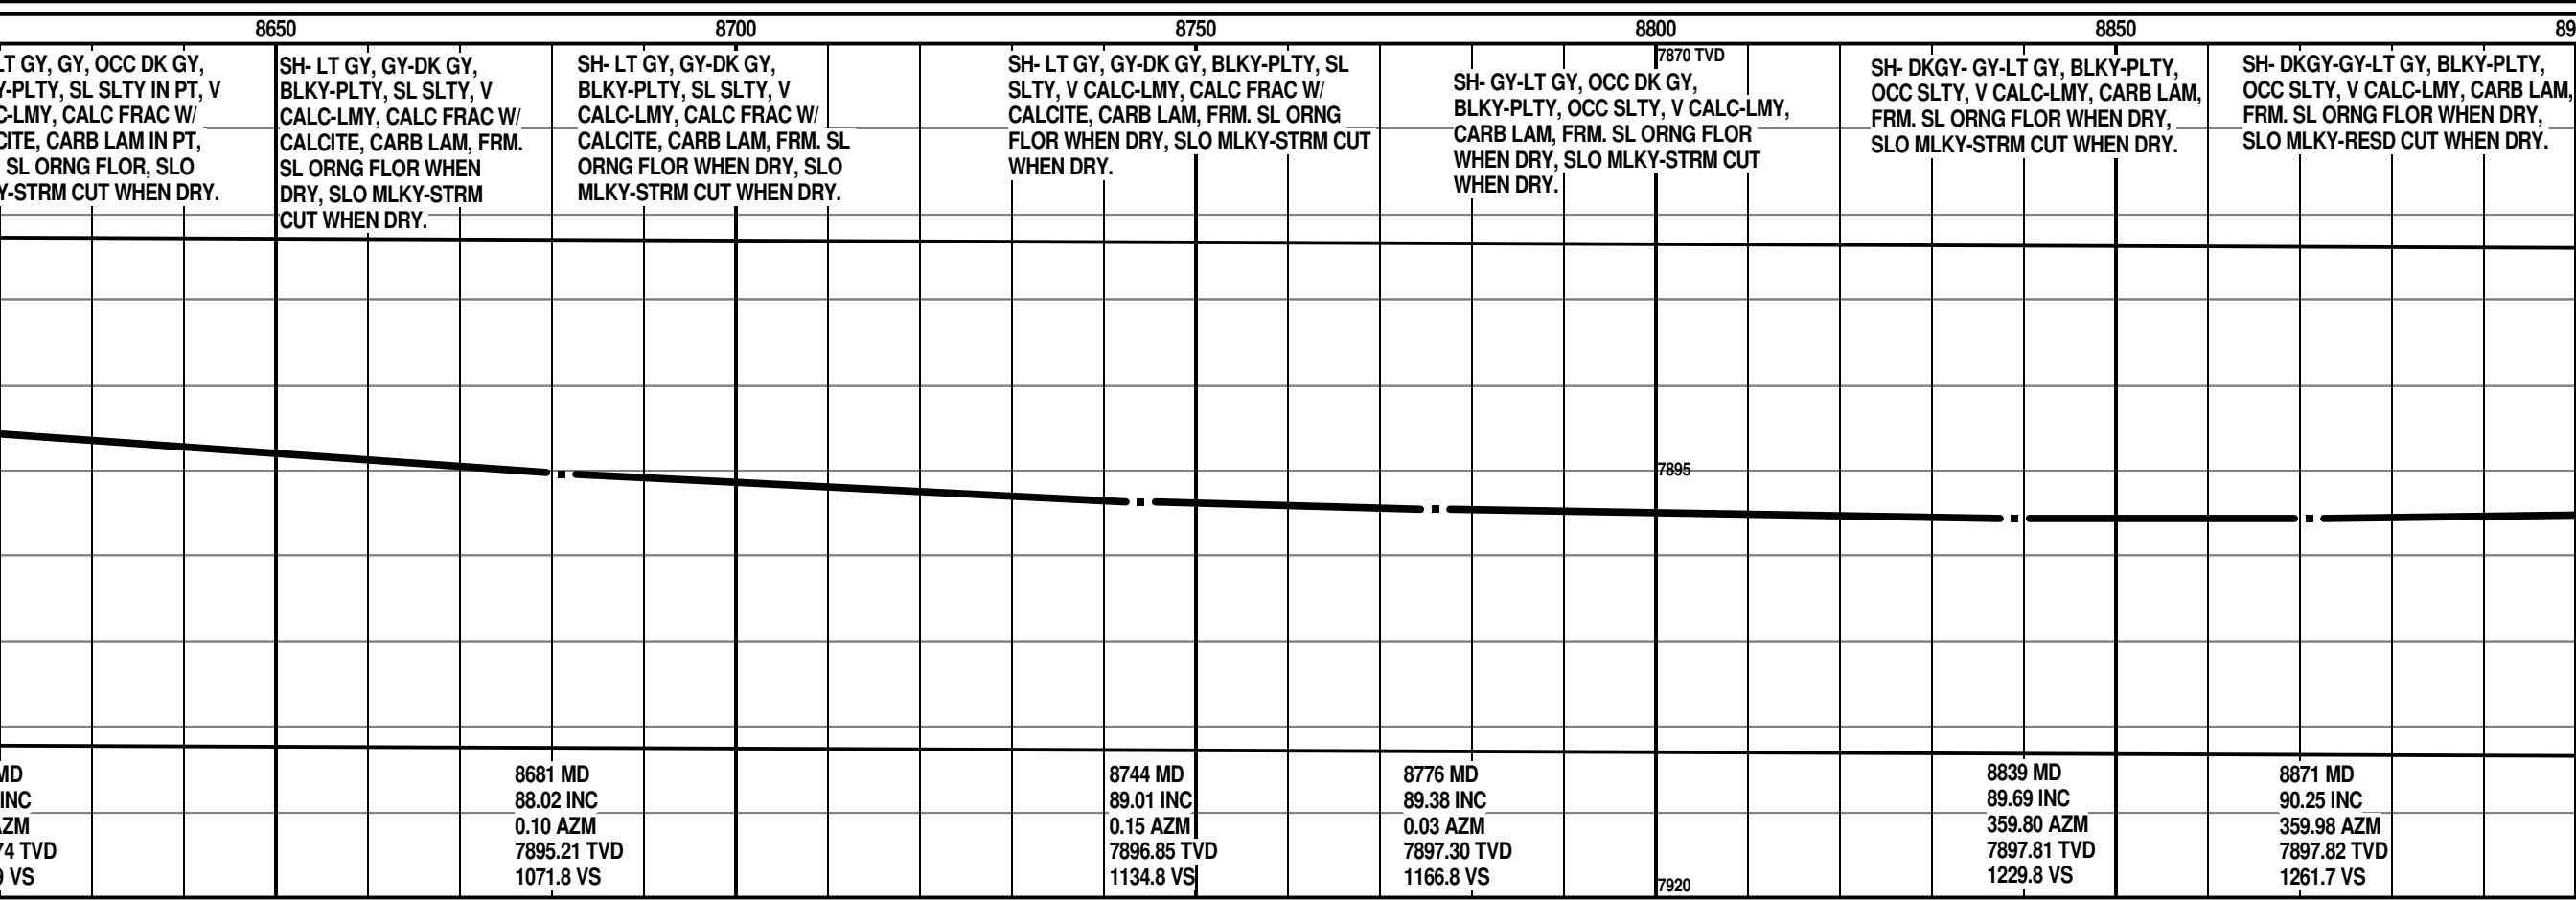 8650
8700
8750
8800
8850
89
LT GY, GY, OCC DK GY,
Y-PLTY, SL SLTY IN PT, V
C-LMY, CALC FRAC W/
CITE, CARB LAM IN PT,
SL ORNG FLOR, SLO
Y-STRM CUT WHEN DRY.
SH- LT GY, GY-DK GY,
BLKY-PLTY, SL SLTY, V
CALC-LMY, CALC FRAC W/
CALCITE, CARB LAM, FRM.
SL ORNG FLOR WHEN
DRY, SLO MLKY-STRM
CUT WHEN DRY.
SH- LT GY, GY-DK GY,
BLKY-PLTY, SL SLTY, V
CALC-LMY, CALC FRAC W/
CALCITE, CARB LAM, FRM. SL
ORNG FLOR WHEN DRY, SLO
MLKY-STRM CUT WHEN DRY.
SH- LT GY, GY-DK GY, BLKY-PLTY, SL
SLTY, V CALC-LMY, CALC FRAC W/
CALCITE, CARB LAM, FRM. SL ORNG
FLOR WHEN DRY, SLO MLKY-STRM CUT
WHEN DRY.
7870 TVD
SH- GY-LT GY, OCC DK GY,
BLKY-PLTY, OCC SLTY, V CALC-LMY,
CARB LAM, FRM. SL ORNG FLOR
WHEN DRY, SLO MLKY-STRM CUT
WHEN DRY.
SH- DKGY- GY-LT GY, BLKY-PLTY,
OCC SLTY, V CALC-LMY, CARB LAM,
FRM. SL ORNG FLOR WHEN DRY,
SLO MLKY-STRM CUT WHEN DRY.
SH- DKGY-GY-LT GY, BLKY-PLTY,
OCC SLTY, V CALC-LMY, CARB LAM,
FRM. SL ORNG FLOR WHEN DRY,
SLO MLKY-RESD CUT WHEN DRY.
7895
MD
INC
AZM
74 TVD
9 VS
8681 MD
88.02 INC
0.10 AZM
7895.21 TVD
1071.8 VS
8744 MD
89.01 INC
0.15 AZM
7896.85 TVD
1134.8 VS
8776 MD
89.38 INC
0.03 AZM
7897.30 TVD
1166.8 VS
7920
8839 MD
89.69 INC
359.80 AZM
7897.81 TVD
1229.8 VS
8871 MD
90.25 INC
359.98 AZM
7897.82 TVD
1261.7 VS